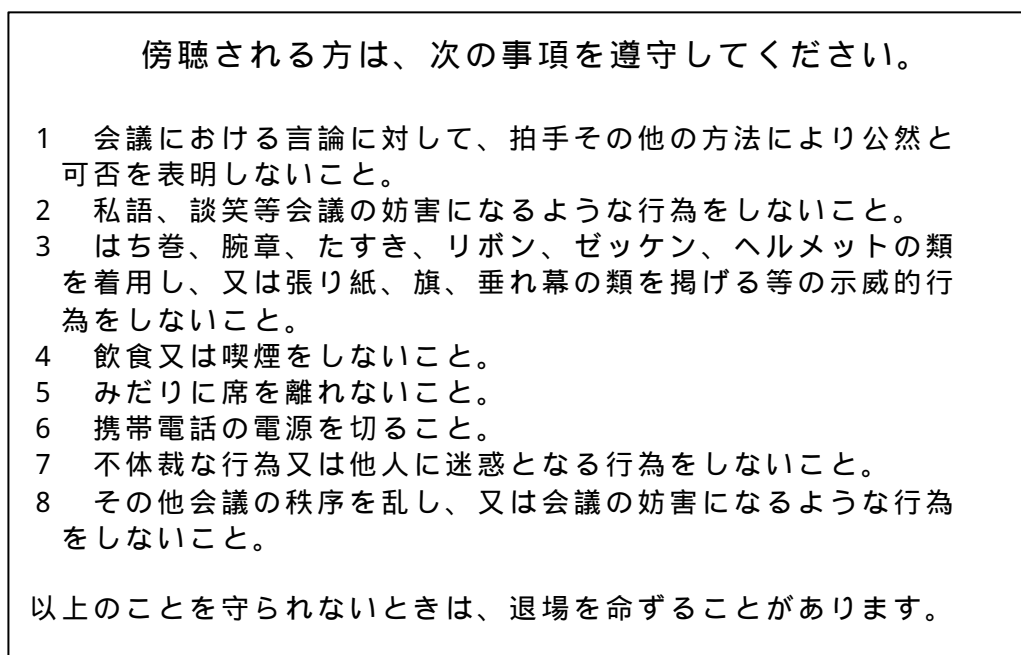 傍聴される方は、次の事項を遵守してください。
1　会議における言論に対して、拍手その他の方法により公然と
可否を表明しないこと。
2　私語、談笑等会議の妨害になるような行為をしないこと。
3　はち巻、腕章、たすき、リボン、ゼッケン、ヘルメットの類
を着用し、又は張り紙、旗、垂れ幕の類を掲げる等の示威的行
為をしないこと。
4　飲食又は喫煙をしないこと。
5　みだりに席を離れないこと。
6　携帯電話の電源を切ること。
7　不体裁な行為又は他人に迷惑となる行為をしないこと。
8　その他会議の秩序を乱し、又は会議の妨害になるような行為
をしないこと。
以上のことを守られないときは、退場を命ずることがあります。